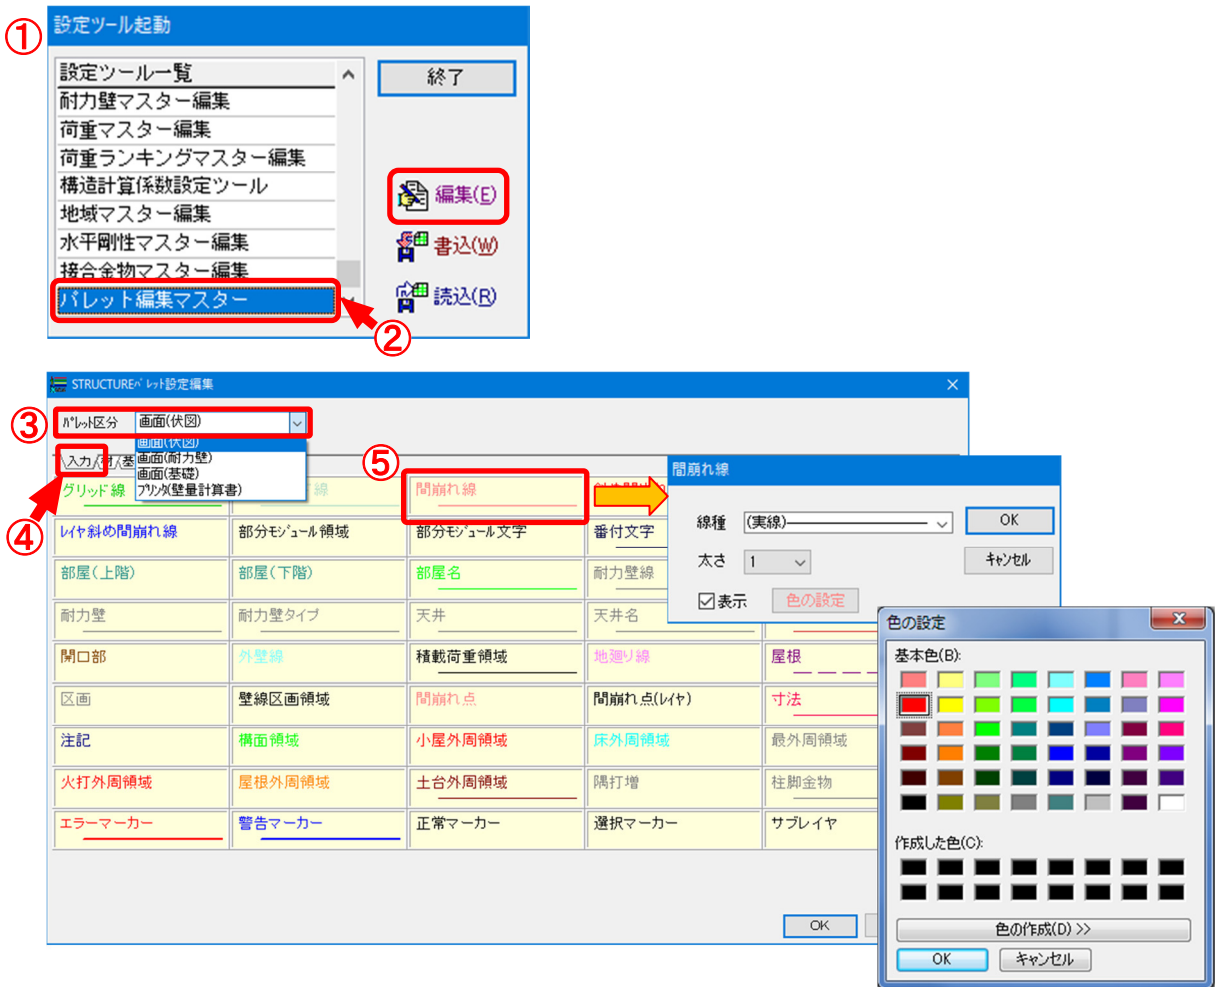 ①
設定ツール起動
設定ツール一覧
耐力壁マスター編集
荷重マスター編集
荷重ランキングマスター編集
構造計算係数設定ツール
地域マスター編集
水平剛性マスター編集
接合金物マスター編集
パレット編集マスター
終了
編集(E)
書込(W)
読込(R)
②
STRUCTUREパレット設定編集
③
パレット区分 画面(伏図)
画面(伏図)
画面(耐力壁)
画面(基礎)
プリンタ(壁量計算書)
④
入力
⑤
グリッド線 線 間崩れ線
レイヤ斜め間崩れ線 部分モジュール領域 部分モジュール文字 番付文字
部屋(上階) 部屋(下階) 部屋名 耐力壁線
耐力壁 耐力壁タイプ 天井 天井名
開口部 外壁線 積載荷重領域 地廻り線 屋根
区画 壁線区画領域 間崩れ点 間崩れ点(レイヤ) 寸法
注記 構面領域 小屋外周領域 床外周領域 最外周領域
火打外周領域 屋根外周領域 土台外周領域 隅打増 柱脚金物
エラーマーカー 警告マーカー 正常マーカー 選択マーカー サブレイヤ
OK
間崩れ線
線種 (実線) OK
太さ 1 キャンセル
表示 色の設定
色の設定
基本色(B):
作成した色(C):
色の作成(D) >>
OK キャンセル